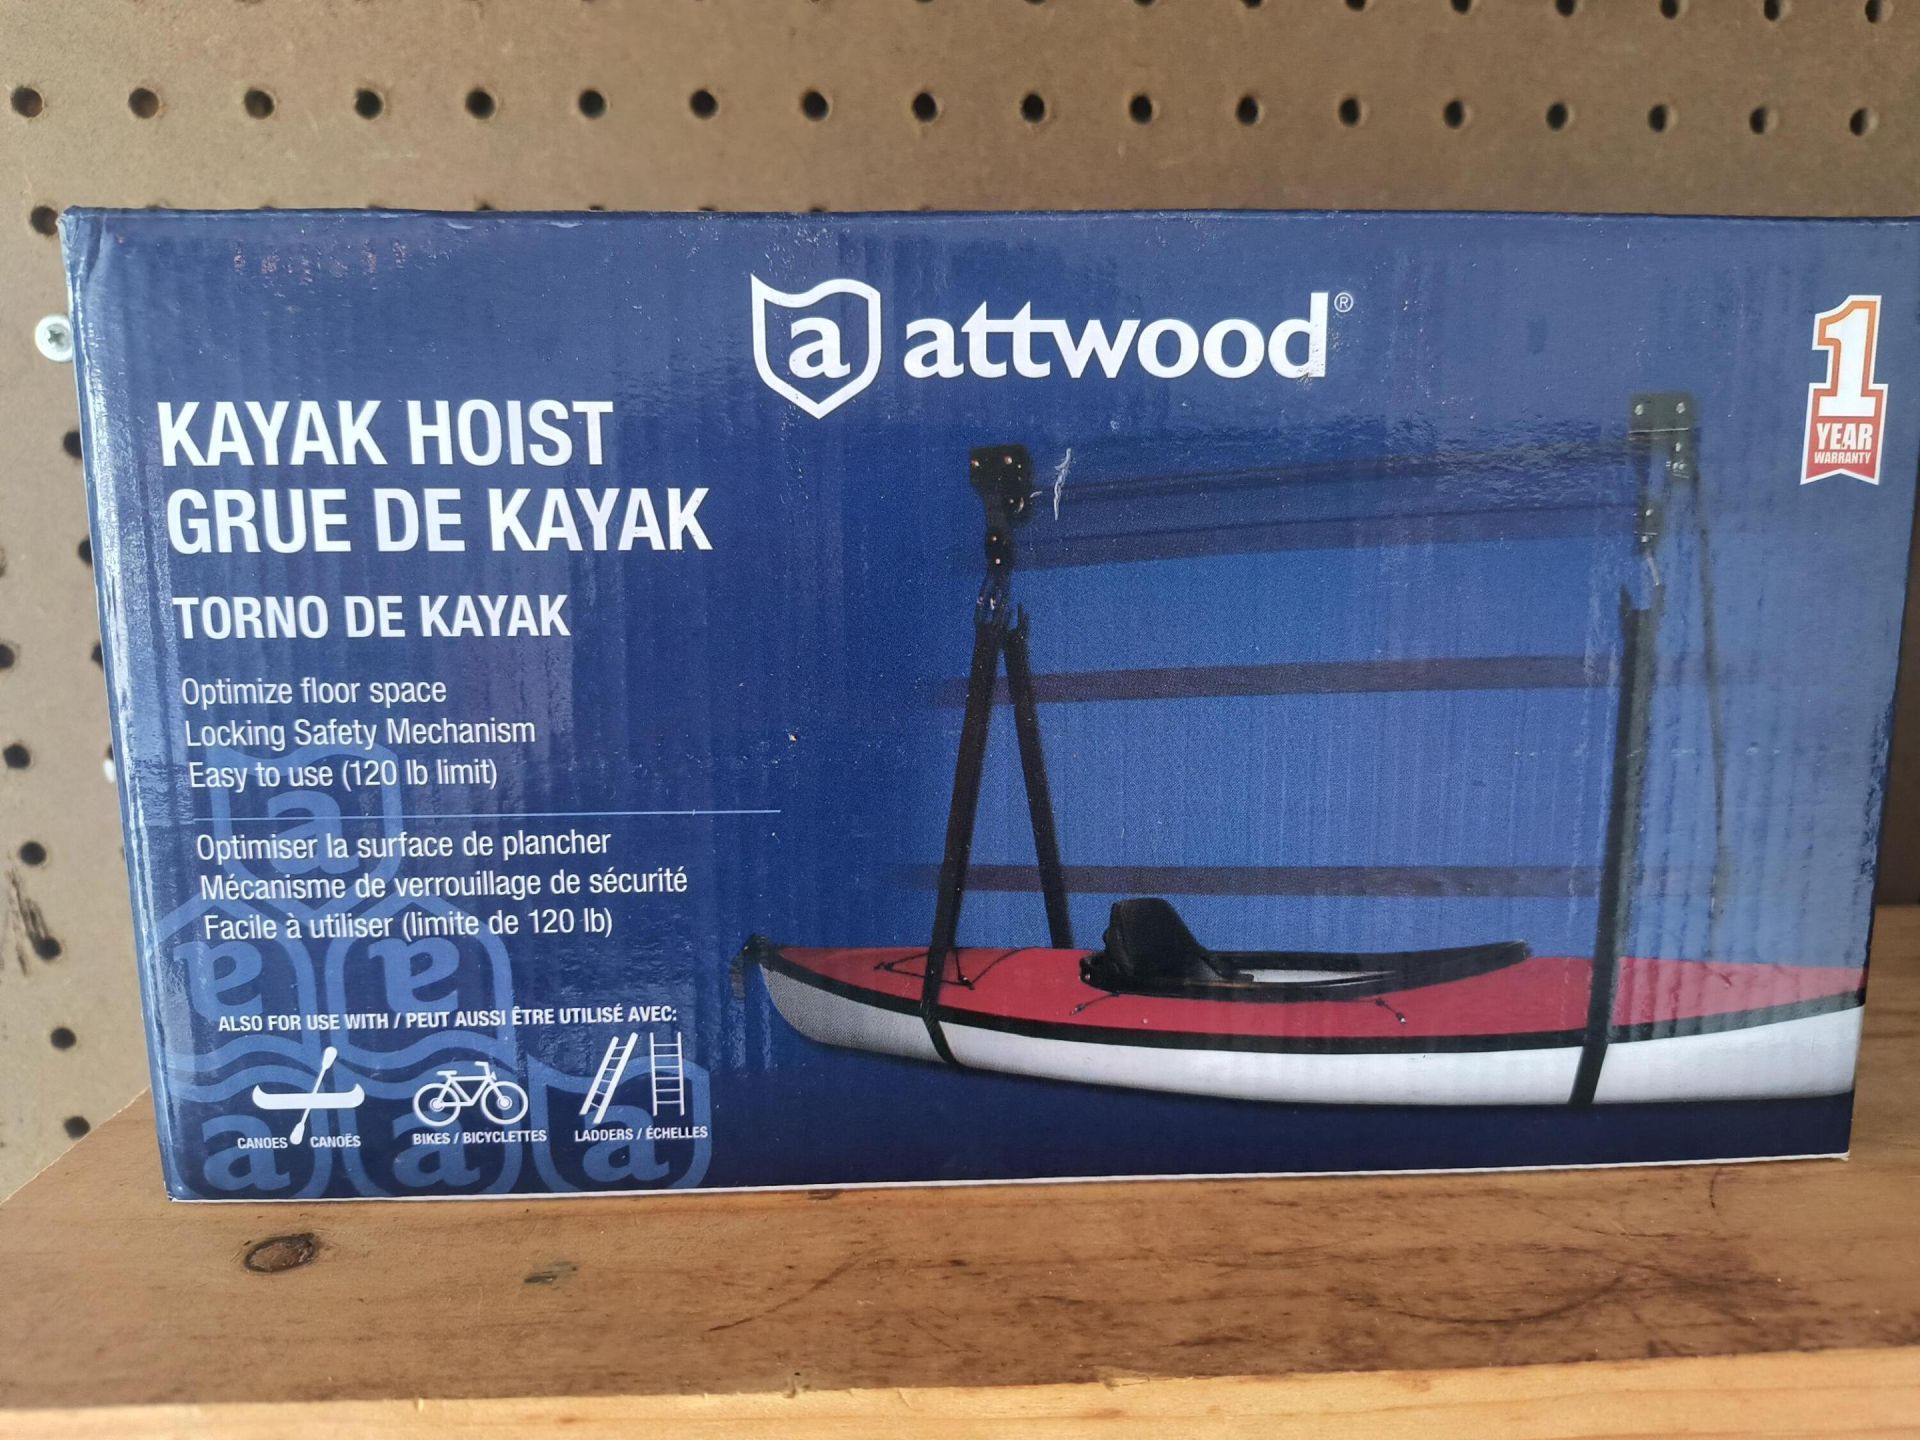 a attwood®
1
YEAR
WARRANTY
KAYAK HOIST
GRUE DE KAYAK
TORNO DE KAYAK
Optimize floor space
Locking Safety Mechanism
Easy to use (120 lb limit)
Optimiser la surface de plancher
Mécanisme de verrouillage de sécurité
Facile à utiliser (limite de 120 lb)
ALSO FOR USE WITH / PEUT AUSSI ÊTRE UTILISÉ AVEC:
CANOES CANOËS
BIKES / BICYCLETTES
LADDERS / ÉCHELLES